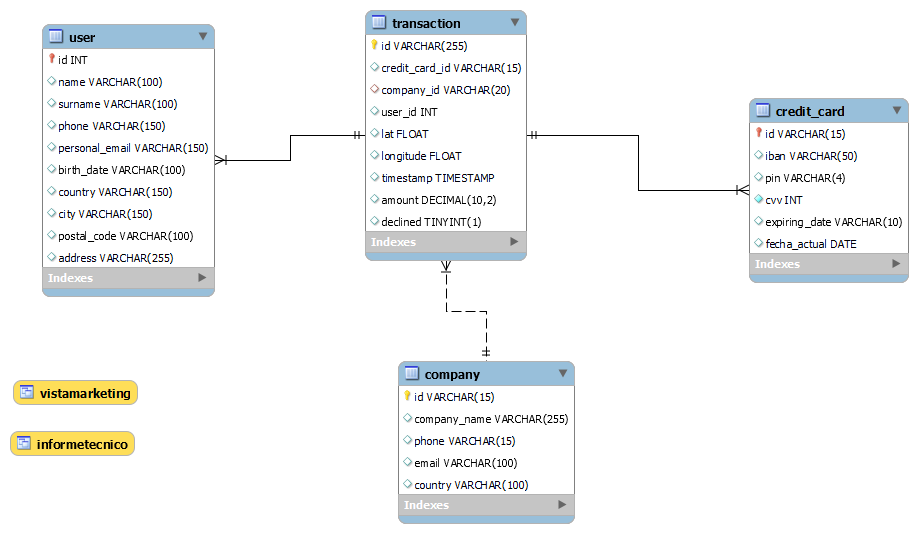 user
id INT
name VARCHAR(100)
surname VARCHAR(100)
phone VARCHAR(150)
personal_email VARCHAR(150)
birth_date VARCHAR(100)
country VARCHAR(150)
city VARCHAR(150)
postal_code VARCHAR(100)
address VARCHAR(255)
Indexes
transaction
id VARCHAR(255)
credit_card_id VARCHAR(15)
company_id VARCHAR(20)
user_id INT
lat FLOAT
longitude FLOAT
timestamp TIMESTAMP
amount DECIMAL(10,2)
declined TINYINT(1)
Indexes
credit_card
id VARCHAR(15)
iban VARCHAR(50)
pin VARCHAR(4)
cvv INT
expiring_date VARCHAR(10)
fecha_actual DATE
Indexes
company
id VARCHAR(15)
company_name VARCHAR(255)
phone VARCHAR(15)
email VARCHAR(100)
country VARCHAR(100)
Indexes
vistamarketing
informetecnico